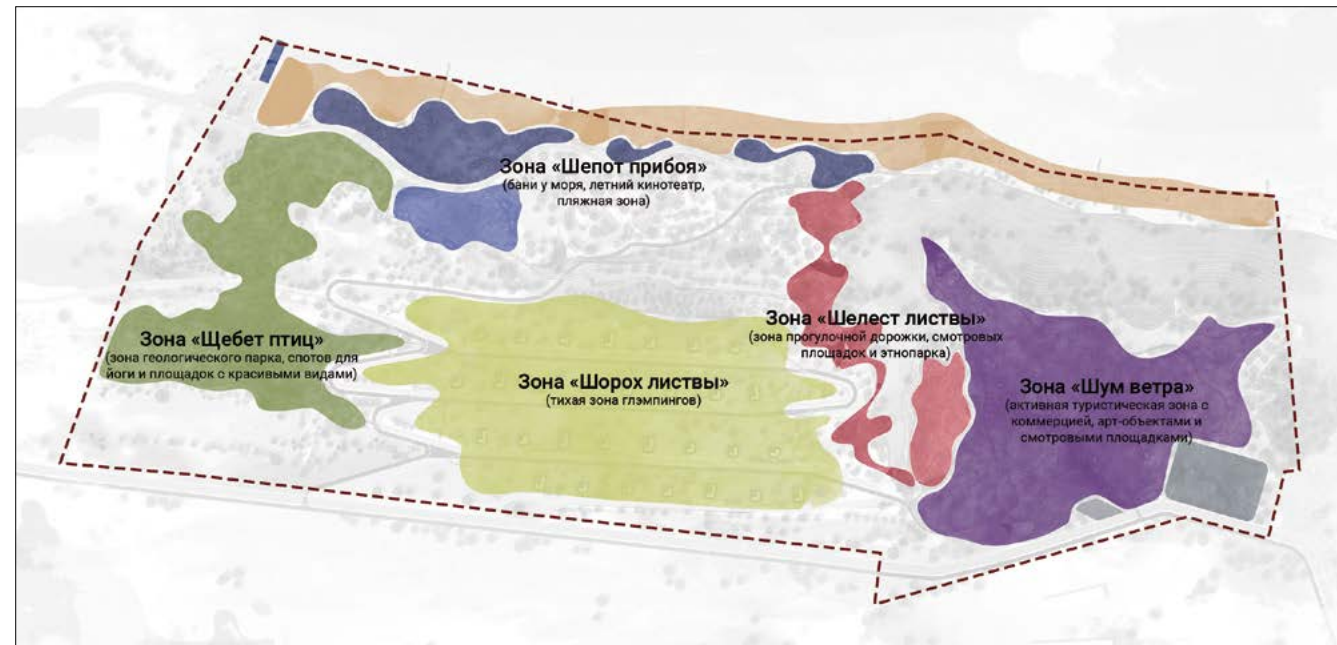 Зона «Шепот прибоя»
(бани у моря, летний кинотеатр,
пляжная зона)
Зона «Щебет птиц»
(зона геологического парка, спотов для
йоги и площадок с красивыми видами)
Зона «Шорох листвы»
(тихая зона глэмпингов)
Зона «Шелест листвы»
(зона прогулочной дорожки, смотровых
площадок и этнопарка)
Зона «Шум ветра»
(активная туристическая зона с
коммерцией, арт-объектами и
смотровыми площадками)